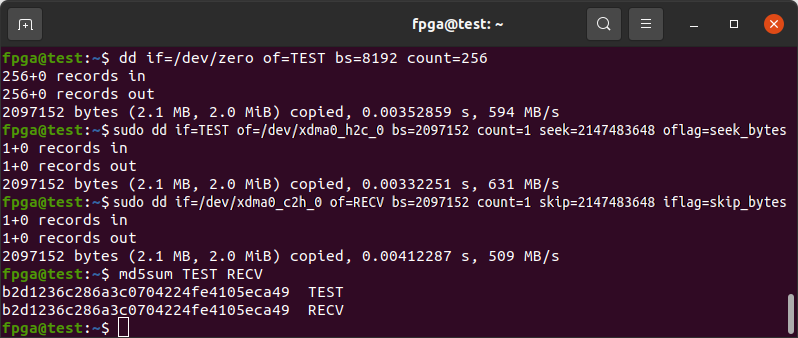 fpga@test: ~
fpga@test:~$ dd if=/dev/zero of=TEST bs=8192 count=256
256+0 records in
256+0 records out
2097152 bytes (2.1 MB, 2.0 MiB) copied, 0.00352859 s, 594 MB/s
fpga@test:~$ sudo dd if=TEST of=/dev/xdma0_h2c_0 bs=2097152 count=1 seek=2147483648 oflag=seek_bytes
1+0 records in
1+0 records out
2097152 bytes (2.1 MB, 2.0 MiB) copied, 0.00332251 s, 631 MB/s
fpga@test:~$ sudo dd if=/dev/xdma0_c2h_0 of=RECV bs=2097152 count=1 skip=2147483648 iflag=skip_bytes
1+0 records in
1+0 records out
2097152 bytes (2.1 MB, 2.0 MiB) copied, 0.00412287 s, 509 MB/s
fpga@test:~$ md5sum TEST RECV
b2d1236c286a3c0704224fe4105eca49  TEST
b2d1236c286a3c0704224fe4105eca49  RECV
fpga@test:~$